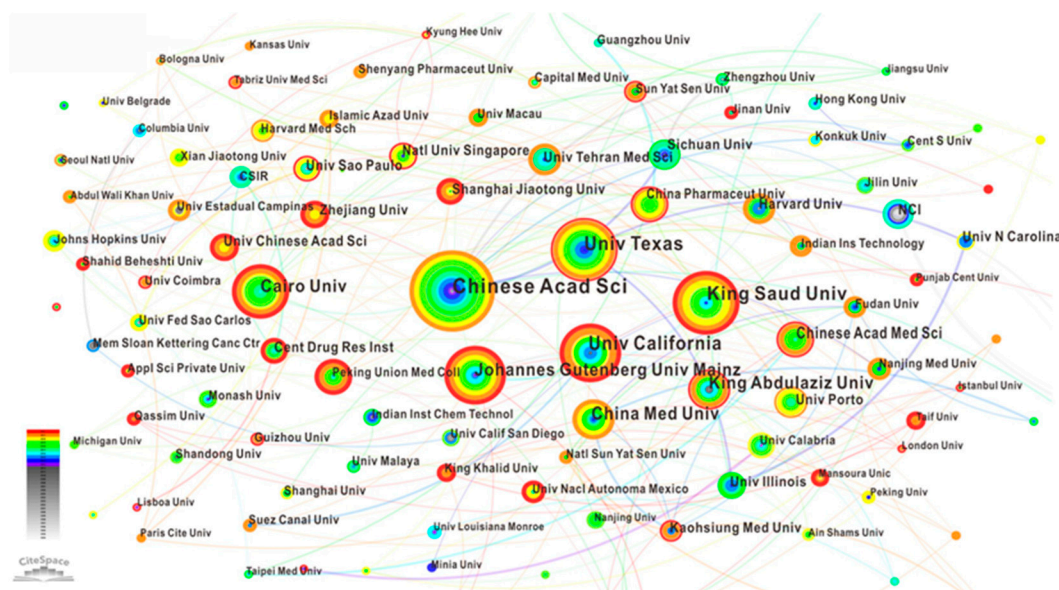 Kyung Hee Univ
Guangzhou Univ
Kansas Univ
Bologna Univ
Shenyang Pharmaceut Univ
Capital Med Univ
Zhengzhou Univ
Jiangsu Univ
Tabriz Univ Med Sci
Sun Yat Sen Univ
Univ Belgrade
Hong Kong Univ
Jinan Univ
Islamic Azad Univ
Univ Macau
Columbia Univ
Harvard Med Sch
Konkuk Univ
Sichuan Univ
Cent S Univ
Natl Univ Singapore
Xian Jiaotong Univ
Univ Tehran Med Sci
Seoul Natl Univ
Univ Sao Paulo
CSIR
Jilin Univ
Shanghai Jiaotong Univ
China Pharmaceut Univ
Abdul Wali Khan Univ
Harvard Univ
Univ Estadual Campinas
Zhejiang Univ
NCI
Johns Hopkins Univ
Univ Chinese Acad Sci
Univ Texas
Indian Ins Technology
Univ N Carolina
Shahid Beheshti Univ
Univ Coimbra
Punjab Cent Univ
Cairo Univ
Chinese Acad Sci
King Saud Univ
Fudan Univ
Univ Fed Sao Carlos
Chinese Acad Med Sci
Mem Sloan Kettering Canc Ctr
Cent Drug Res Inst
Univ California
Appl Sci Private Univ
Peking Union Med Coll
Johannes Gutenberg Univ Mainz
Nanjing Med Univ
King Abdulaziz Univ
Istanbul Univ
Monash Univ
Univ Porto
Qassim Univ
Indian Inst Chem Technol
China Med Univ
Taif Univ
Michigan Univ
Guizhou Univ
Univ Calif San Diego
Univ Calabria
London Univ
Shandong Univ
Univ Malaya
Natl Sun Yat Sen Univ
King Khalid Univ
Mansoura Unic
Univ Illinois
Shanghai Univ
Univ Nacl Autonoma Mexico
Peking Univ
Lisboa Univ
Suez Canal Univ
Nanjing Univ
Paris Cite Univ
Univ Louisiana Monroe
Kaohsiung Med Univ
Ain Shams Univ
CiteSpace
Taipei Med Univ
Minia Univ